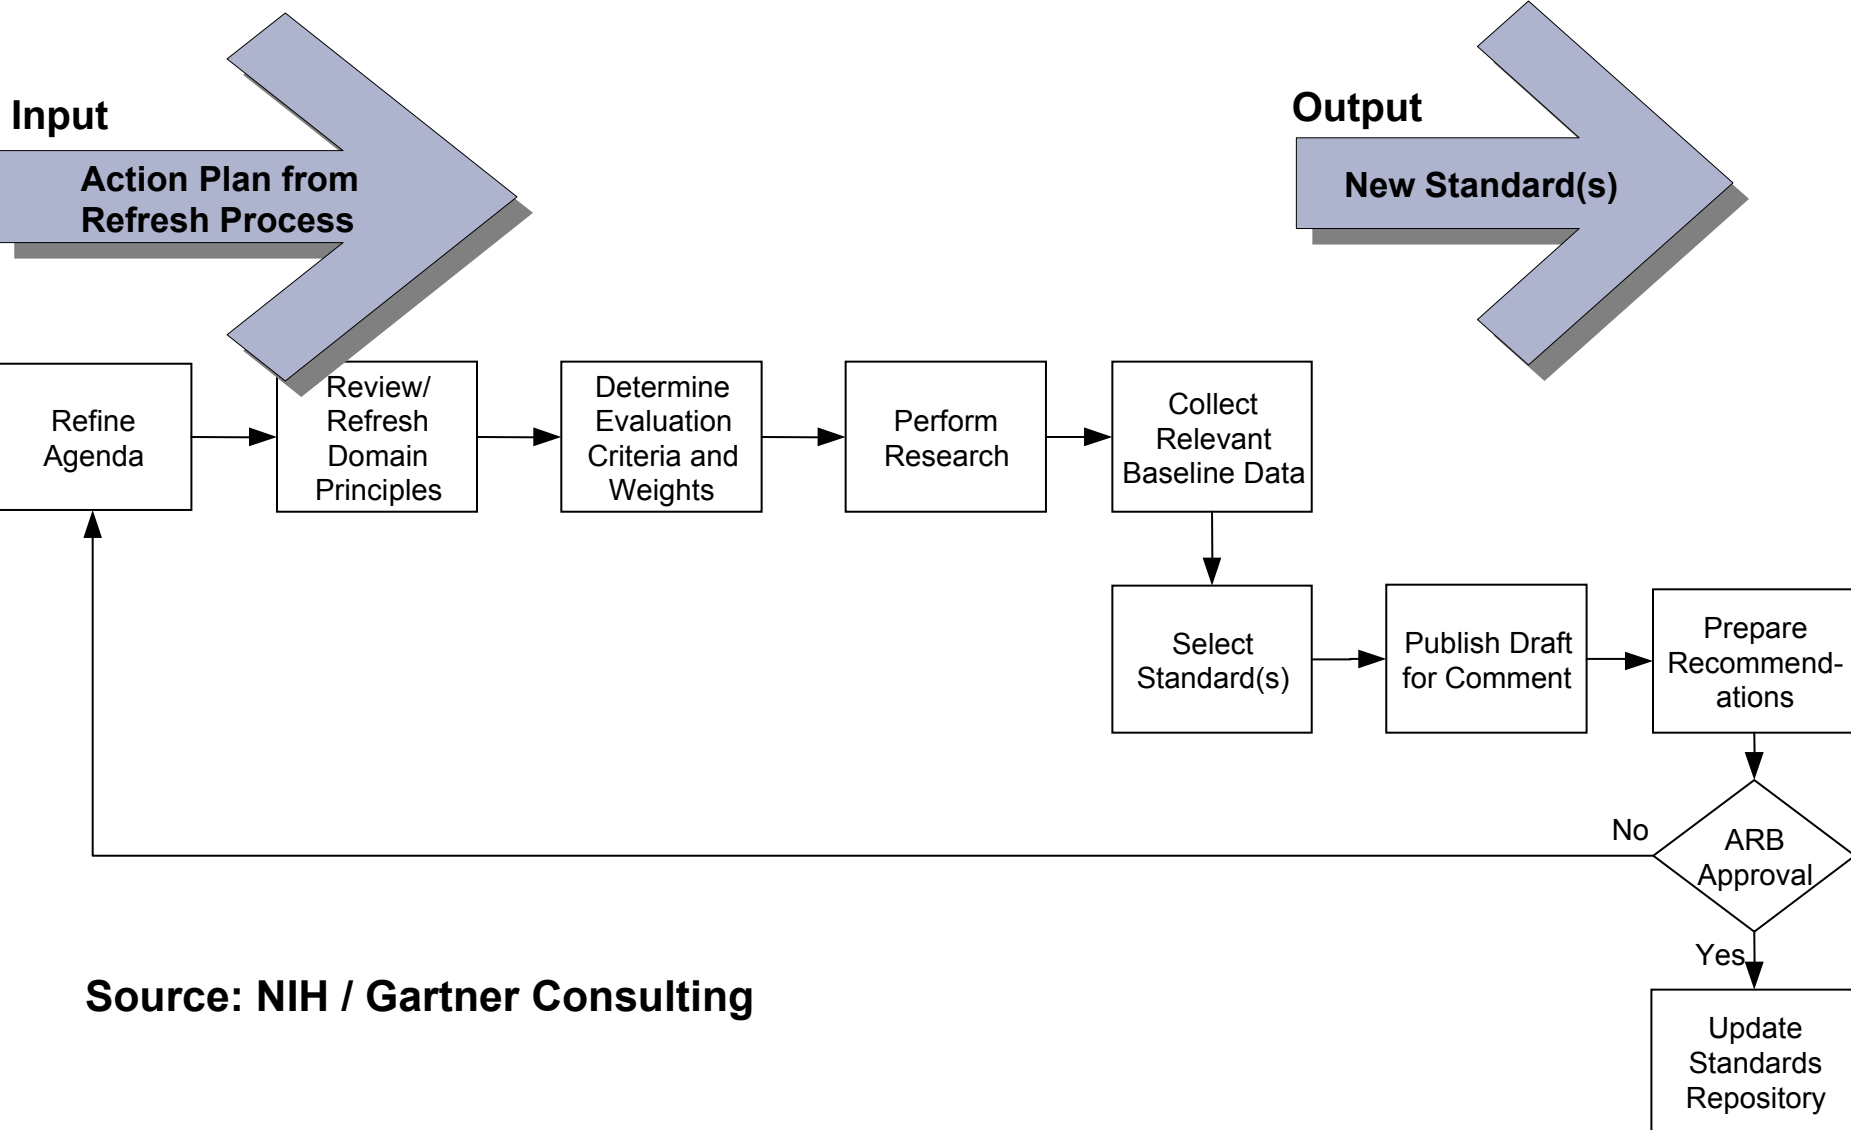 Input
Action Plan from
Refresh Process
Output
New Standard(s)
Refine
Agenda
Review/
Refresh
Domain
Principles
Determine
Evaluation
Criteria and
Weights
Perform
Research
Collect
Relevant
Baseline Data
Select
Standard(s)
Publish Draft
for Comment
Prepare
Recommend-
ations
No
ARB
Approval
Yes
Update
Standards
Repository
Source: NIH / Gartner Consulting